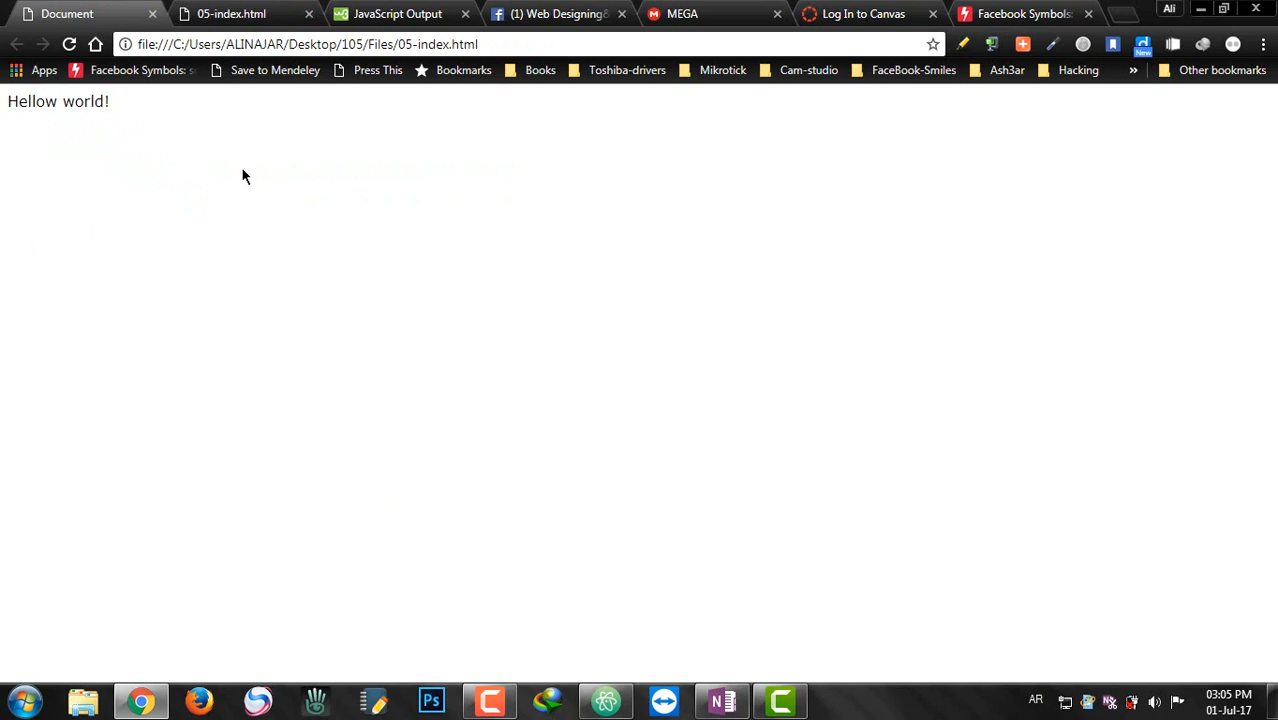 Document
05-index.html
JavaScript Output
(1) Web Designing&
MEGA
Log In to Canvas
Facebook Symbols:
Ali
file:///C:/Users/ALINAJAR/Desktop/105/Files/05-index.html
New
Apps
Facebook Symbols: s
Save to Mendeley
Press This
Bookmarks
Books
Toshiba-drivers
Mikrotick
Cam-studio
FaceBook-Smiles
Ash3ar
Hacking
»
Other bookmarks
Hellow world!
Ps
AR
03:05 PM
01-Jul-17